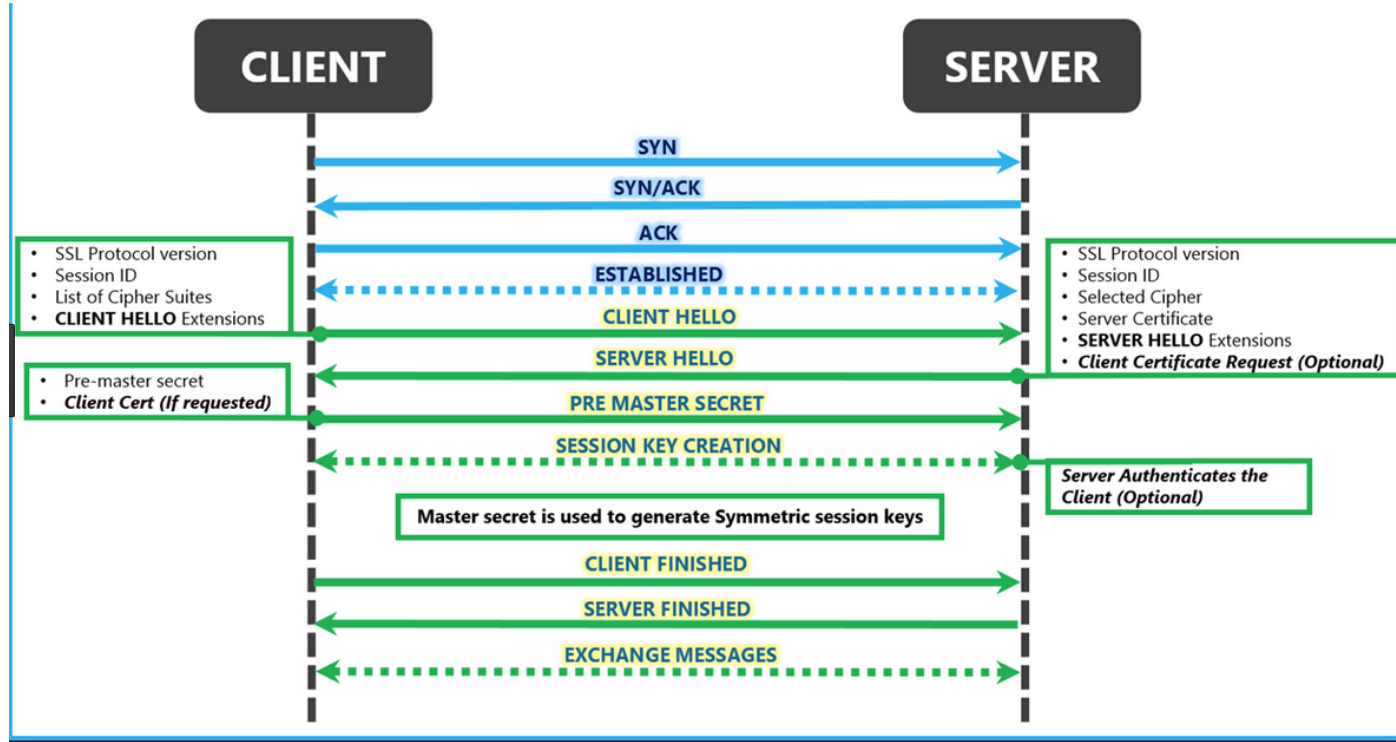 CLIENT
SERVER
SYN
SYN/ACK
ACK
• SSL Protocol version
• Session ID
• List of Cipher Suites
• CLIENT HELLO Extensions
• SSL Protocol version
• Session ID
• Selected Cipher
• Server Certificate
• SERVER HELLO Extensions
• Client Certificate Request (Optional)
ESTABLISHED
CLIENT HELLO
SERVER HELLO
• Pre-master secret
• Client Cert (If requested)
PRE MASTER SECRET
SESSION KEY CREATION
Server Authenticates the
Client (Optional)
Master secret is used to generate Symmetric session keys
CLIENT FINISHED
SERVER FINISHED
EXCHANGE MESSAGES